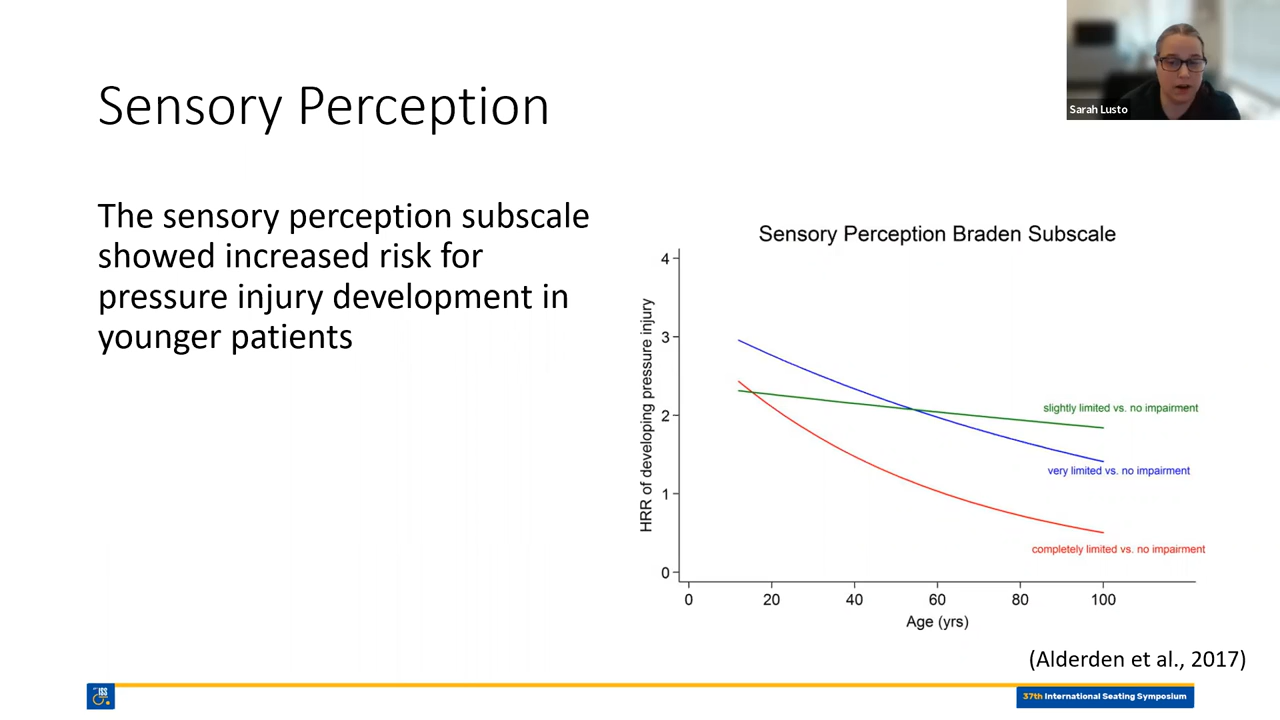 Sarah Lusto
Sensory Perception
The sensory perception subscale
showed increased risk for
pressure injury development in
younger patients
Sensory Perception Braden Subscale
HRR of developing pressure injury
4
3
2
1
0
slightly limited vs. no impairment
very limited vs. no impairment
completely limited vs. no impairment
0 20 40 60 80 100
Age (yrs)
(Alderden et al., 2017)
ISS
37th International Seating Symposium